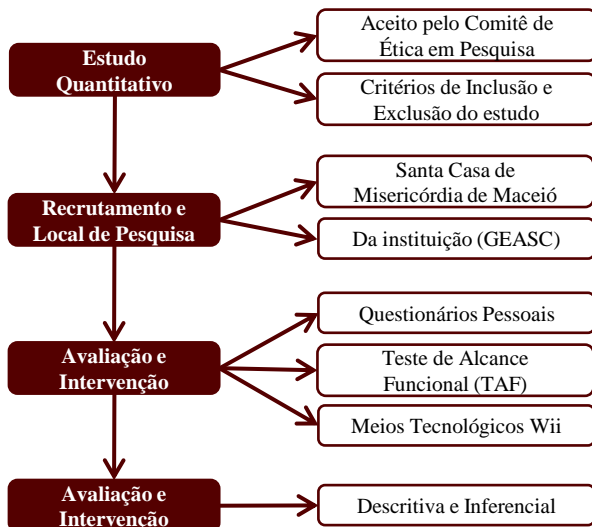 Estudo
Quantitativo
Aceito pelo Comitê de
Ética em Pesquisa
Critérios de Inclusão e
Exclusão do estudo
Recrutamento e
Local de Pesquisa
Santa Casa de
Misericórdia de Maceió
Da instituição (GEASC)
Avaliação e
Intervenção
Questionários Pessoais
Teste de Alcance
Funcional (TAF)
Meios Tecnológicos Wii
Avaliação e
Intervenção
Descritiva e Inferencial